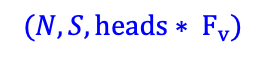 (N, S, heads * F_v)